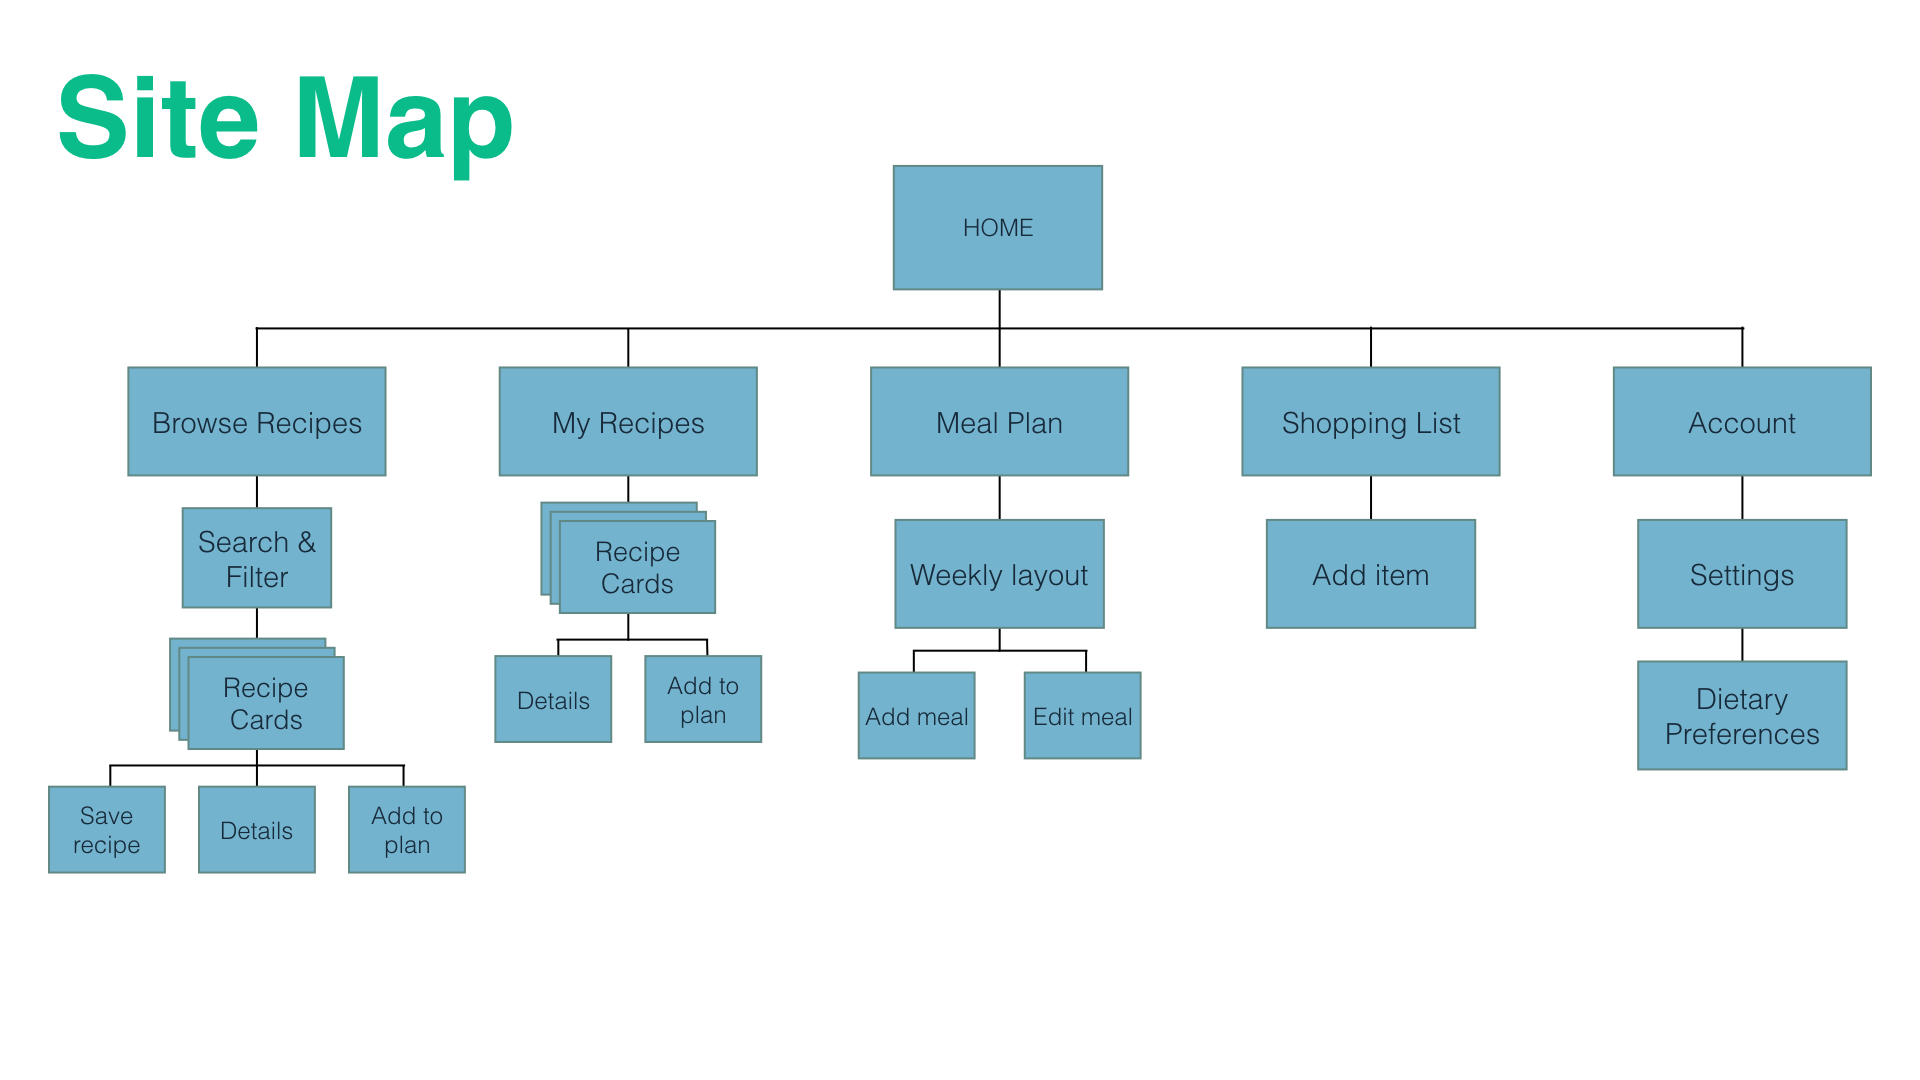 Site Map
HOME
Browse Recipes
My Recipes
Meal Plan
Shopping List
Account
Search &
Filter
Recipe
Cards
Weekly layout
Add item
Settings
Recipe
Cards
Details
Add to
plan
Add meal
Edit meal
Dietary
Preferences
Save
recipe
Details
Add to
plan